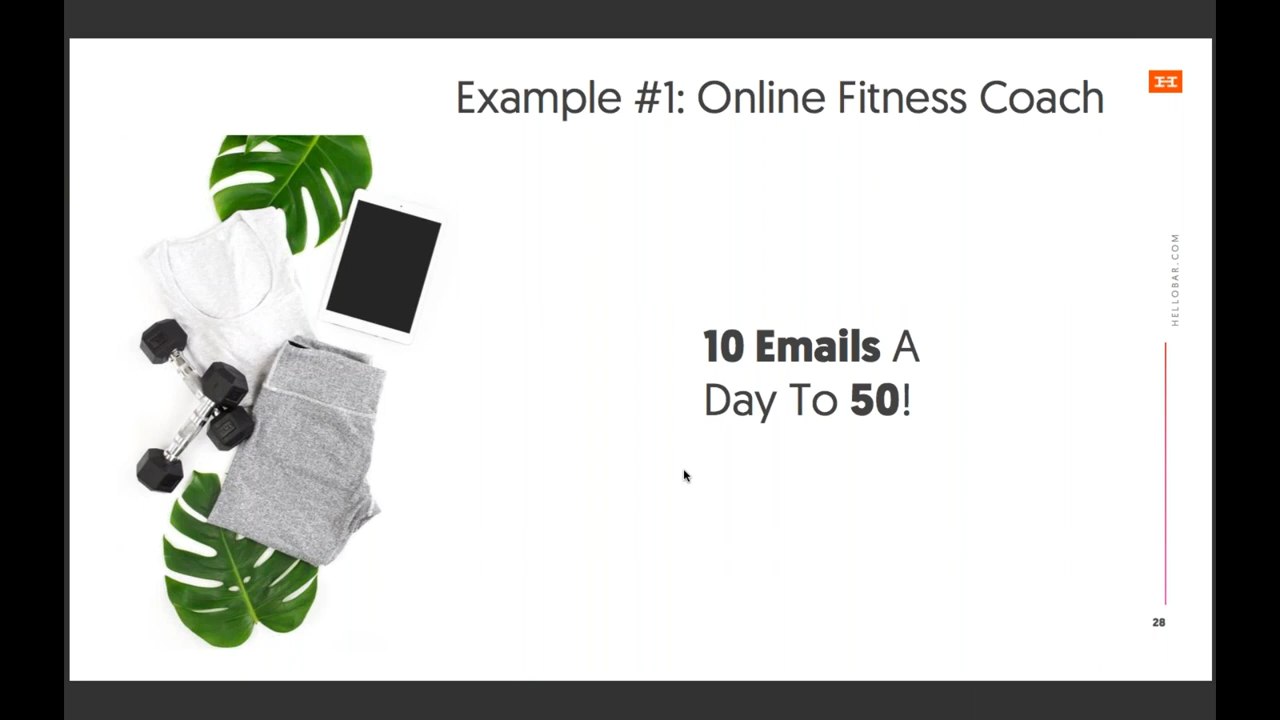 Example #1: Online Fitness Coach
HELLOBAR.COM
10 Emails A
Day To 50!
28